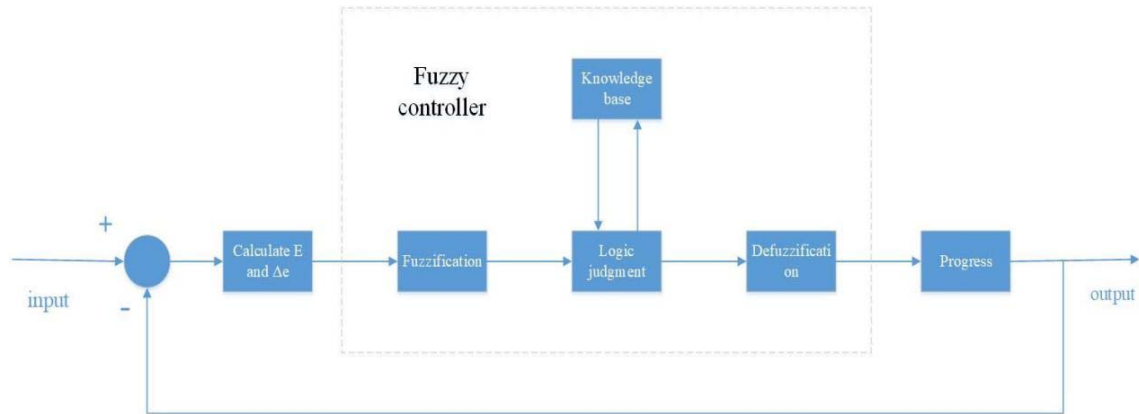 Fuzzy
controller
Knowledge
base
+
Calculate E
and Δe
Fuzzification
Logic
judgment
Defuzzificati
on
Progress
input
-
output